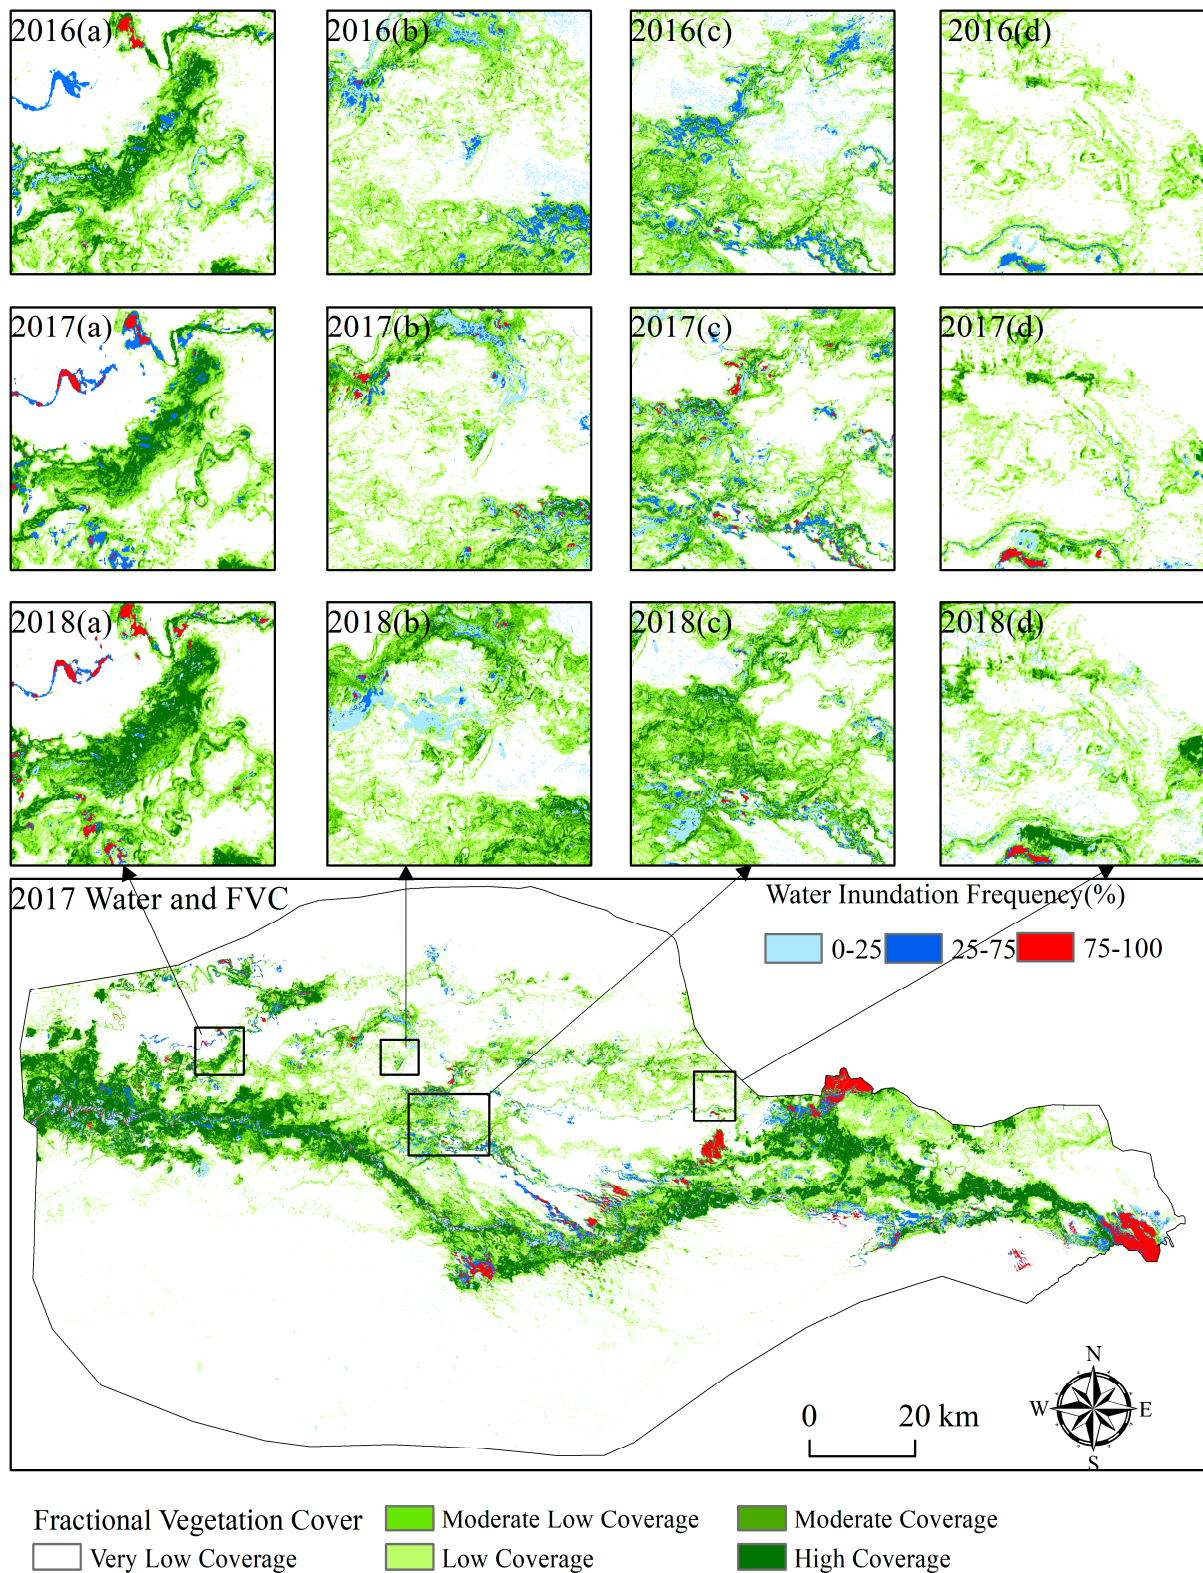 2016(a) 2016(b) 2016(c) 2016(d)
2017(a) 2017(b) 2017(c) 2017(d)
2018(a) 2018(b) 2018(c) 2018(d)
2017 Water and FVC
Water Inundation Frequency(%)
0-25 25-75 75-100
N
W E
S
0 20 km
Fractional Vegetation Cover
Moderate Low Coverage
Moderate Coverage
Very Low Coverage
Low Coverage
High Coverage